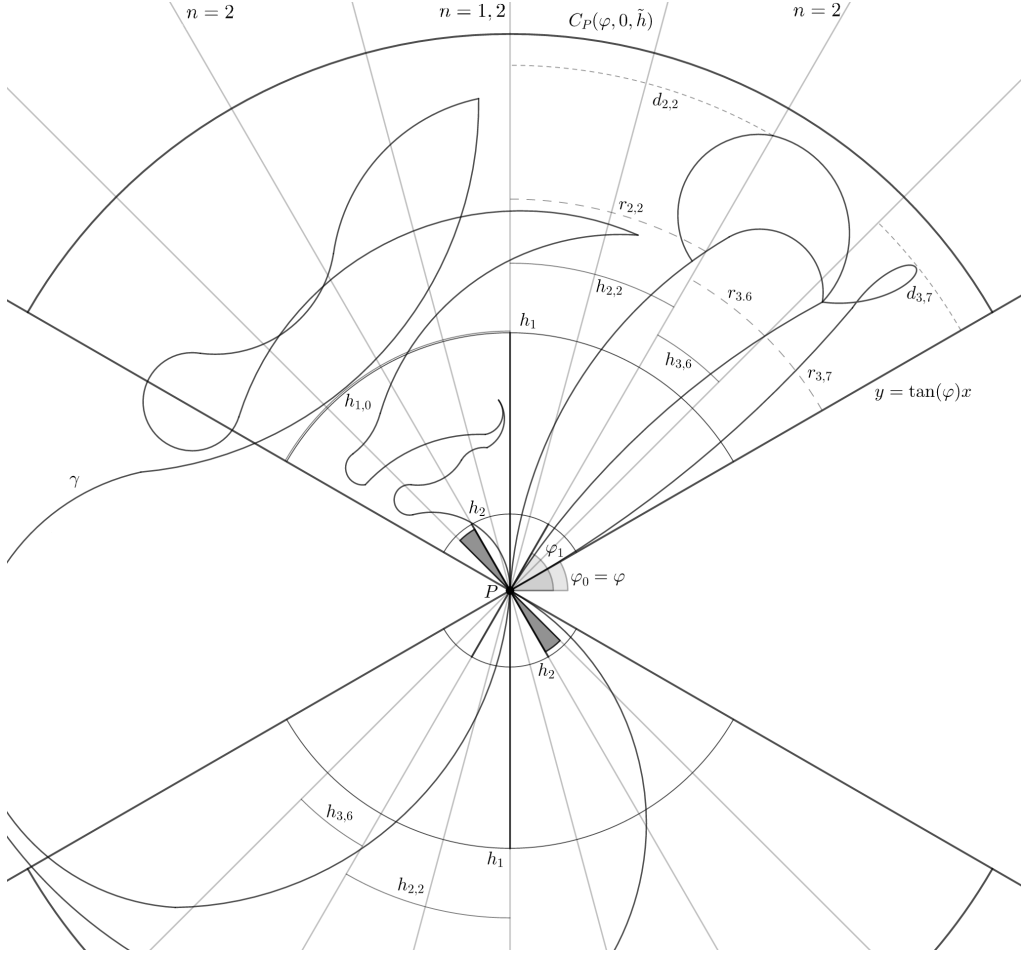 n = 2
n = 1, 2
C_P(φ, 0, h̃)
n = 2
d_{2,2}
r_{2,2}
h_{2,2}
r_{3.6}
d_{3,7}
h_1
h_{3,6}
r_{3,7}
h_{1,0}
y = tan(φ)x
γ
h_2
φ_1
φ_0 = φ
P
h_2
h_{3,6}
h_1
h_{2,2}